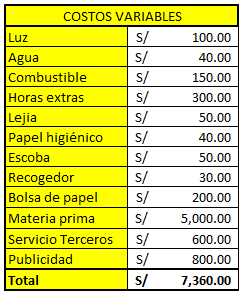 COSTOS VARIABLES
Luz S/ 100.00
Agua S/ 40.00
Combustible S/ 150.00
Horas extras S/ 300.00
Lejia S/ 50.00
Papel higiénico S/ 40.00
Escoba S/ 50.00
Recogedor S/ 30.00
Bolsa de papel S/ 200.00
Materia prima S/ 5,000.00
Servicio Terceros S/ 600.00
Publicidad S/ 800.00
Total S/ 7,360.00